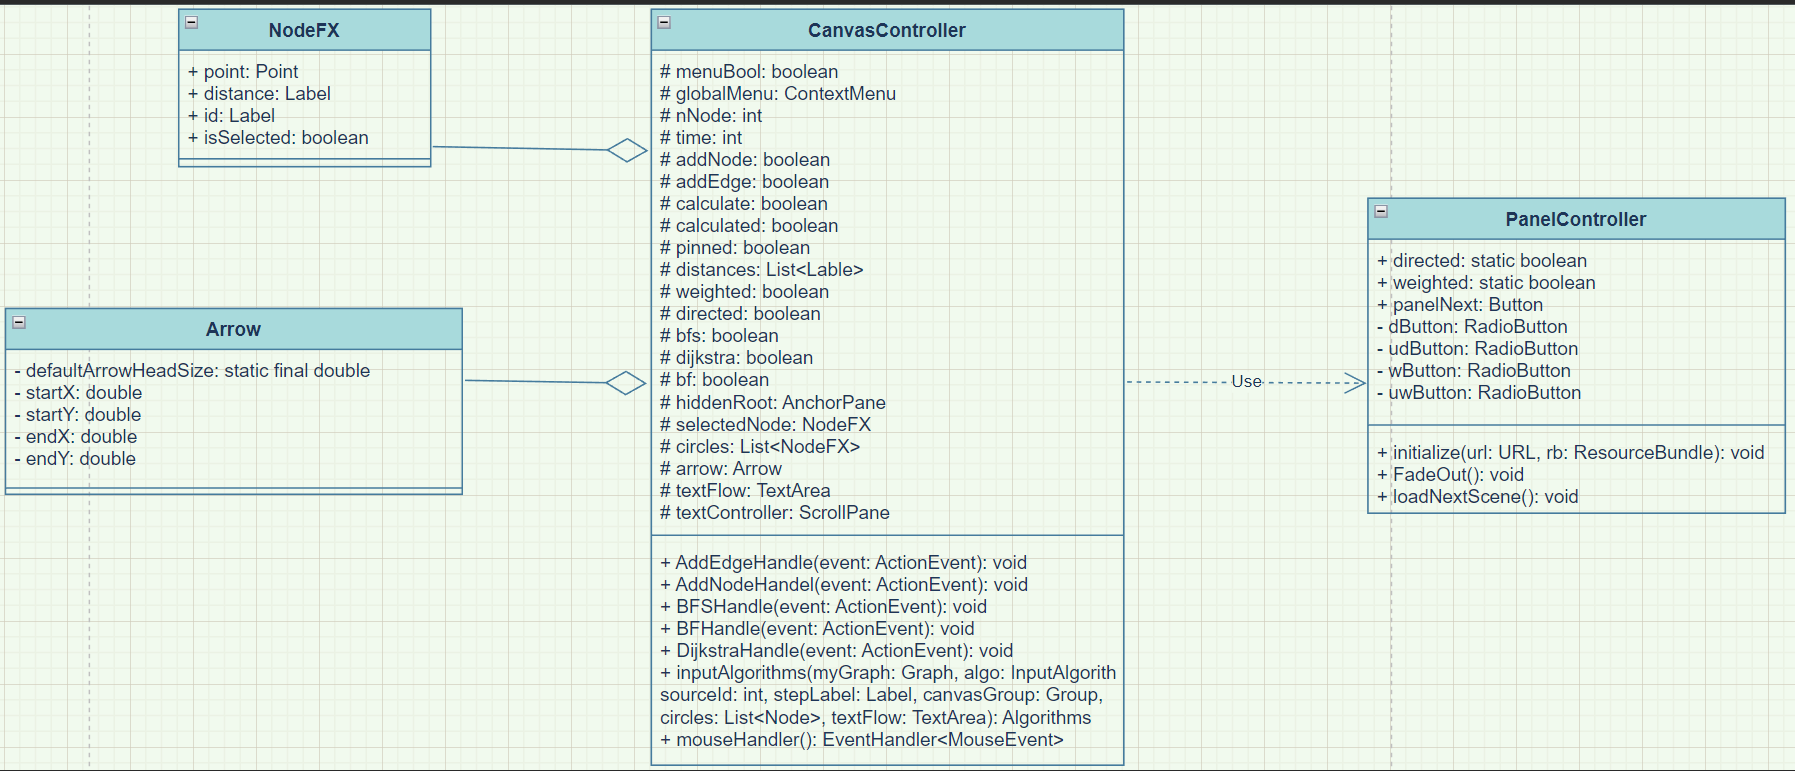 NodeFX
+ point: Point
+ distance: Label
+ id: Label
+ isSelected: boolean
Arrow
- defaultArrowHeadSize: static final double
- startX: double
- startY: double
- endX: double
- endY: double
CanvasController
# menuBool: boolean
# globalMenu: ContextMenu
# nNode: int
# time: int
# addNode: boolean
# addEdge: boolean
# calculate: boolean
# calculated: boolean
# pinned: boolean
# distances: List<Lable>
# weighted: boolean
# directed: boolean
# bfs: boolean
# dijkstra: boolean
# bf: boolean
# hiddenRoot: AnchorPane
# selectedNode: NodeFX
# circles: List<NodeFX>
# arrow: Arrow
# textFlow: TextArea
# textController: ScrollPane
+ AddEdgeHandle(event: ActionEvent): void
+ AddNodeHandel(event: ActionEvent): void
+ BFSHandle(event: ActionEvent): void
+ BFHandle(event: ActionEvent): void
+ DijkstraHandle(event: ActionEvent): void
+ inputAlgorithms(myGraph: Graph, algo: InputAlgorith
sourceId: int, stepLabel: Label, canvasGroup: Group,
circles: List<Node>, textFlow: TextArea): Algorithms
+ mouseHandler(): EventHandler<MouseEvent>
Use
PanelController
+ directed: static boolean
+ weighted: static boolean
+ panelNext: Button
- dButton: RadioButton
- udButton: RadioButton
- wButton: RadioButton
- uwButton: RadioButton
+ initialize(url: URL, rb: ResourceBundle): void
+ FadeOut(): void
+ loadNextScene(): void